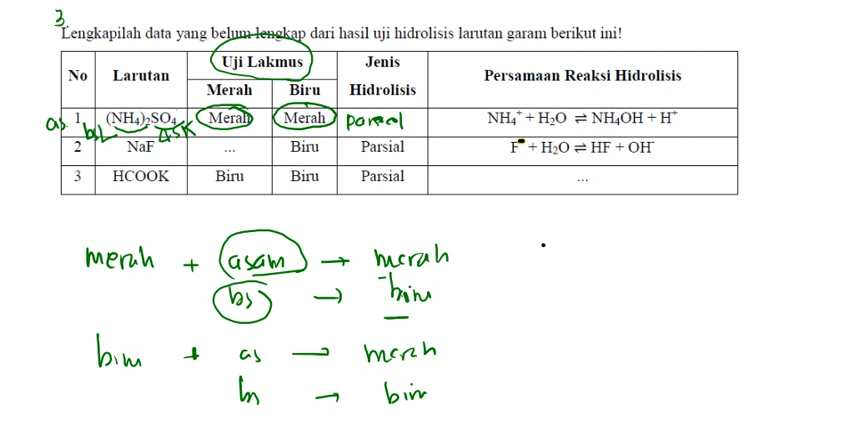 3.
Lengkapilah data yang belum lengkap dari hasil uji hidrolisis larutan garam berikut ini!
No Larutan Uji Lakmus Jenis Hidrolisis Persamaan Reaksi Hidrolisis
Merah Biru
as 1 (NH₄)₂SO₄ Merah Merah parsial NH₄⁺ + H₂O ⇌ NH₄OH + H⁺
bsl ask
2 NaF ... Biru Parsial F⁻ + H₂O ⇌ HF + OH⁻
3 HCOOK Biru Biru Parsial ...
merah + asam → merah
bs → biru
biru + as → merah
→ biru